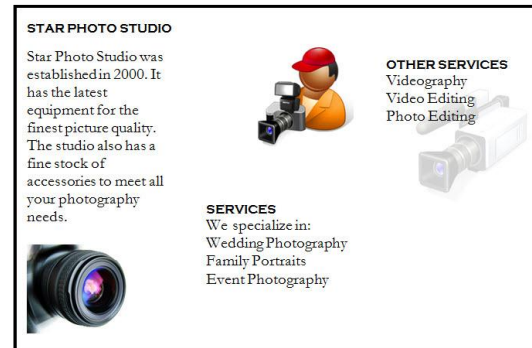 STAR PHOTO STUDIO
Star Photo Studio was
established in 2000. It
has the latest
equipment for the
finest picture quality.
The studio also has a
fine stock of
accessories to meet all
your photography
needs.
SERVICES
We specialize in:
Wedding Photography
Family Portraits
Event Photography
OTHER SERVICES
Videography
Video Editing
Photo Editing